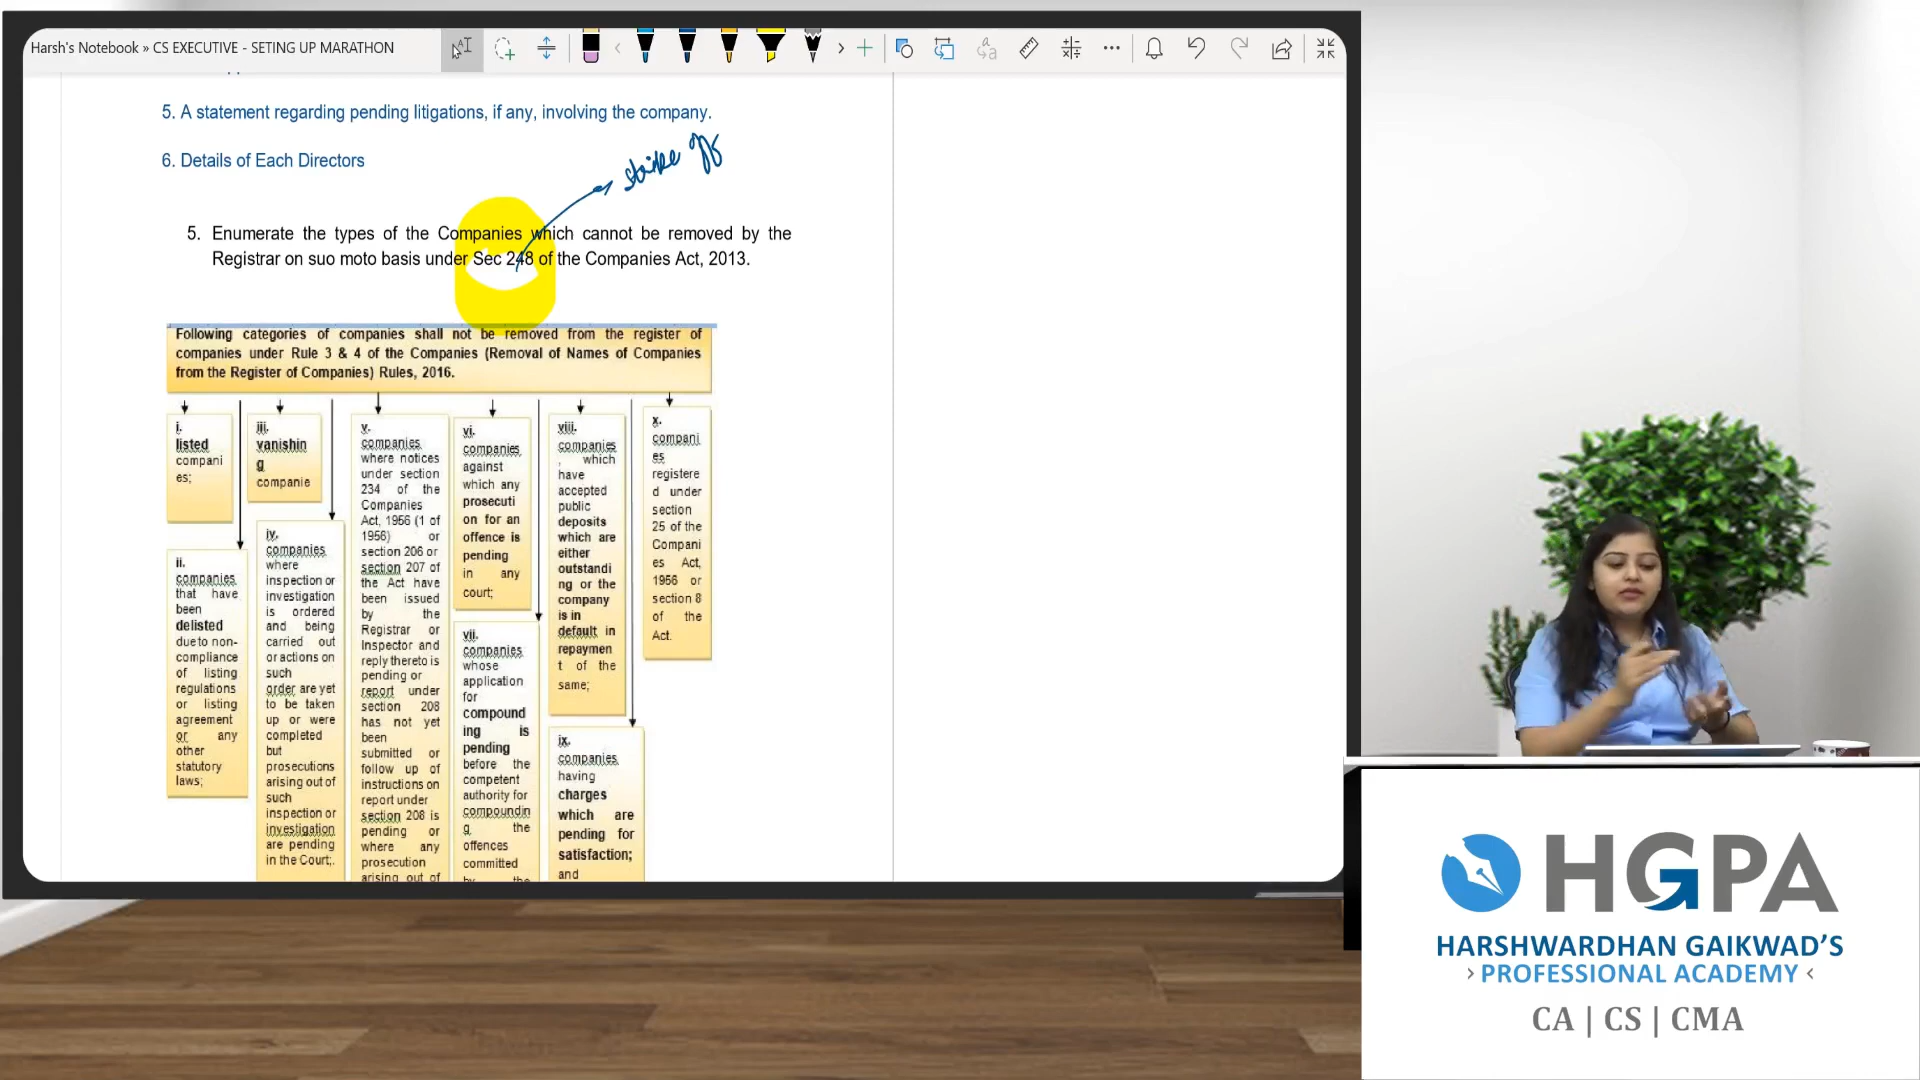 Harsh's Notebook » CS EXECUTIVE - SETING UP MARATHON
5. A statement regarding pending litigations, if any, involving the company.
6. Details of Each Directors
strike off
5. Enumerate the types of the Companies which cannot be removed by the
Registrar on suo moto basis under Sec 248 of the Companies Act, 2013.
Following categories of companies shall not be removed from the register of
companies under Rule 3 & 4 of the Companies (Removal of Names of Companies
from the Register of Companies) Rules, 2016.
i.
listed
compani
es;
ii.
companies
that have
been
delisted
due to non-
compliance
of listing
regulations
or listing
agreement
or any
other
statutory
laws;
iii.
vanishin
g
companie
iv.
companies
where
inspection or
investigation
is ordered
and being
carried out
or actions on
such
order are yet
to be taken
up or were
completed
but
prosecutions
arising out of
such
inspection or
investigation
are pending
in the Court;.
v.
companies
where notices
under section
234 of the
Companies
Act, 1956 (1 of
1956) or
section 206 or
section 207 of
the Act have
been issued
by the
Registrar or
Inspector and
reply thereto is
pending or
report under
section 208
has not yet
been
submitted or
follow up of
instructions on
report under
section 208 is
pending or
where any
prosecution
arising out of
vi.
companies
against
which any
prosecuti
on for an
offence is
pending
in any
court;
vii.
companies
whose
application
for
compound
ing is
pending
before the
competent
authority for
compoundin
g the
offences
committed
by the
viii.
companies
, which
have
accepted
public
deposits
which are
either
outstandi
ng or the
company
is in
default in
repaymen
t of the
same;
ix.
companies
having
charges
which are
pending for
satisfaction;
and
x.
compani
es
registere
d under
section
25 of the
Compani
es Act,
1956 or
section 8
of the
Act.
HGPA
HARSHWARDHAN GAIKWAD'S
› PROFESSIONAL ACADEMY ‹
CA | CS | CMA